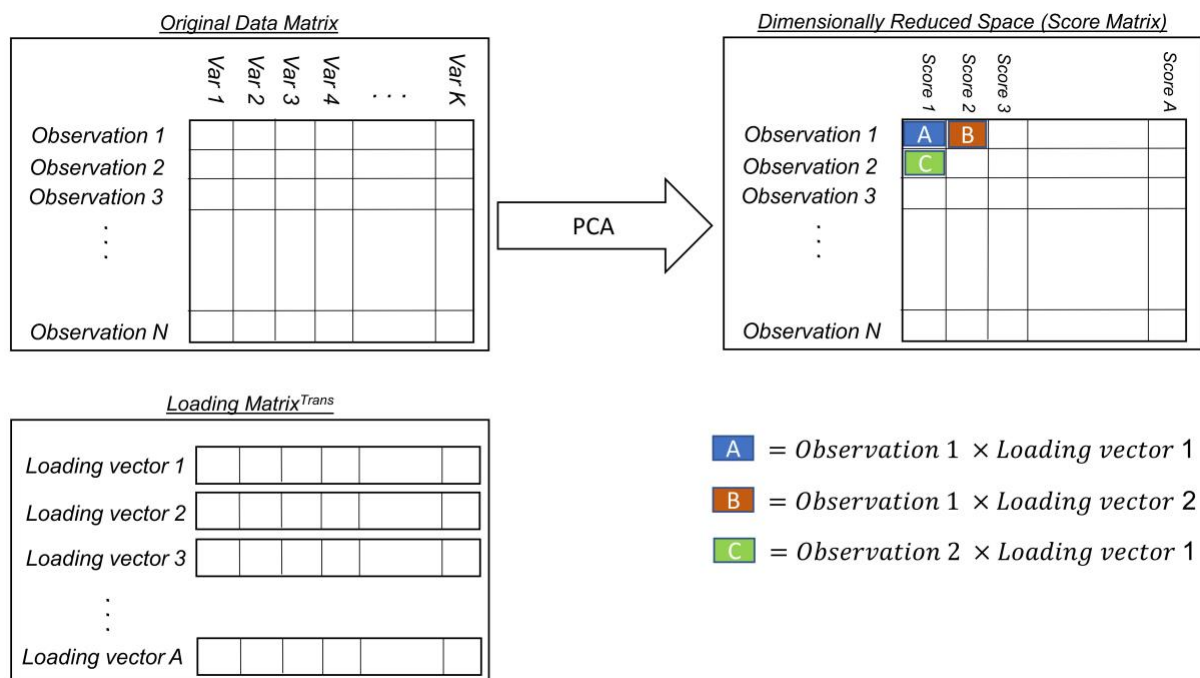 Original Data Matrix
Var 1 Var 2 Var 3 Var 4 . . . Var K
Observation 1
Observation 2
Observation 3
.
.
.
Observation N
PCA
Dimensionally Reduced Space (Score Matrix)
Score 1 Score 2 Score 3 Score A
Observation 1 A B
Observation 2 C
Observation 3
.
.
.
Observation N
Loading Matrix^Trans
Loading vector 1
Loading vector 2
Loading vector 3
.
.
.
Loading vector A
A = Observation 1 × Loading vector 1
B = Observation 1 × Loading vector 2
C = Observation 2 × Loading vector 1